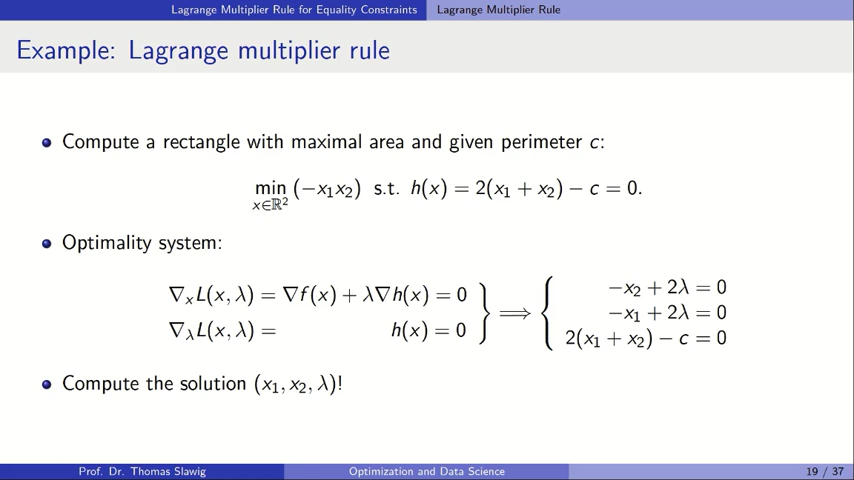 Lagrange Multiplier Rule for Equality Constraints Lagrange Multiplier Rule
Example: Lagrange multiplier rule
Compute a rectangle with maximal area and given perimeter c:
min (−x₁x₂) s.t. h(x) = 2(x₁ + x₂) − c = 0.
x∈ℝ²
Optimality system:
∇ₓL(x, λ) = ∇f(x) + λ∇h(x) = 0
∇_λL(x, λ) = h(x) = 0
⟹
−x₂ + 2λ = 0
−x₁ + 2λ = 0
2(x₁ + x₂) − c = 0
Compute the solution (x₁, x₂, λ)!
Prof. Dr. Thomas Slawig Optimization and Data Science 19 / 37